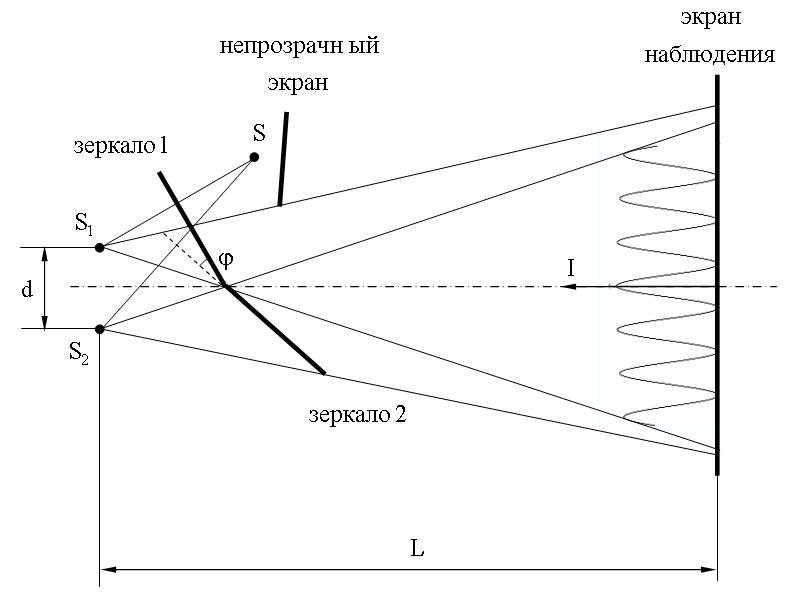 экран
наблюдения
непрозрачн ый
экран
S
зеркало 1
S1
φ
I
d
S2
зеркало 2
L